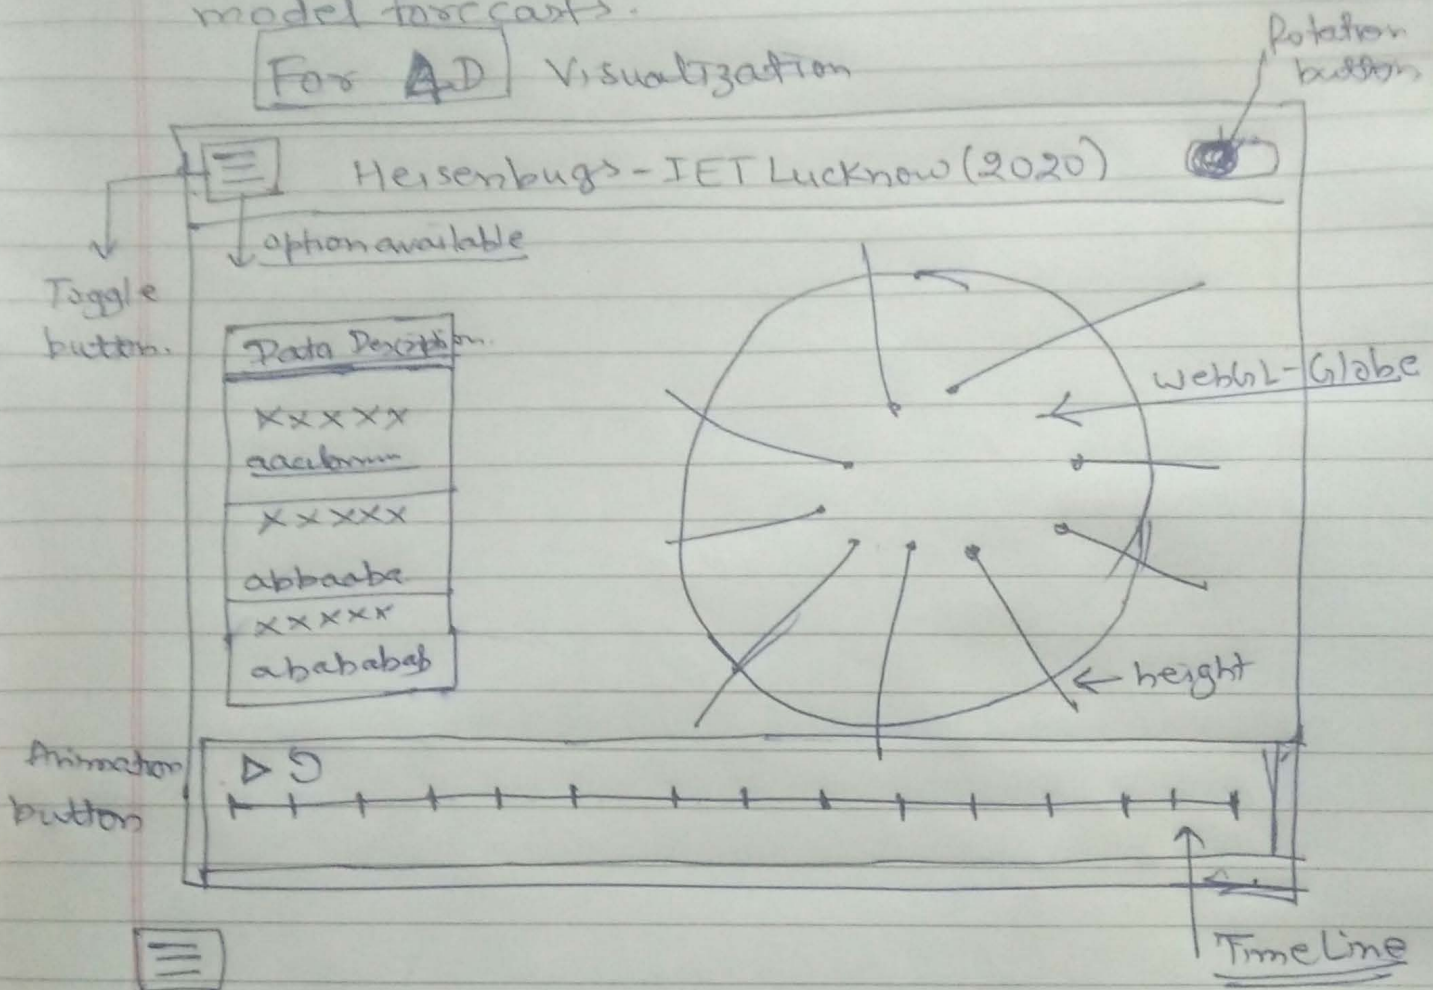 model forecasts.
For 4D Visualization
Rotation
button
Heisenbugs - IET Lucknow (2020)
option available
Toggle
button.
Data Description.
xxxxx
xxxxx
abbaaba
xxxxx
abababab
WebGL-Globe
height
Animation
button
TimeLine